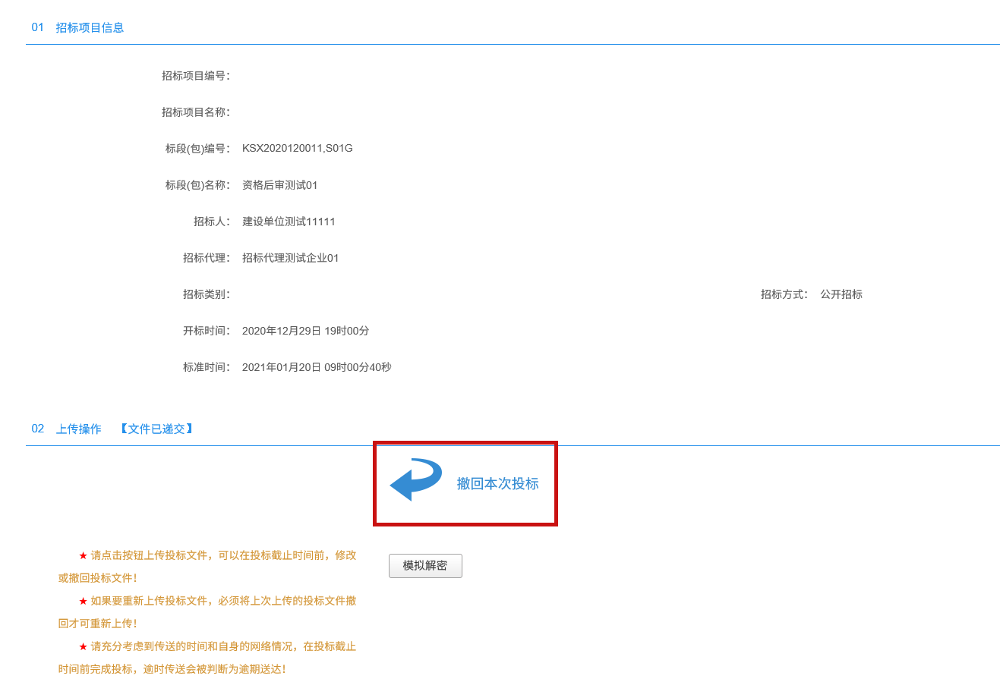 01 招标项目信息
招标项目编号：
招标项目名称：
标段(包)编号： KSX2020120011,S01G
标段(包)名称： 资格后审测试01
招标人： 建设单位测试11111
招标代理： 招标代理测试企业01
招标类别： 招标方式： 公开招标
开标时间： 2020年12月29日 19时00分
标准时间： 2021年01月20日 09时00分40秒
02 上传操作 【文件已递交】
撤回本次投标
★ 请点击按钮上传投标文件，可以在投标截止时间前，修改
或撤回投标文件！
★ 如果要重新上传投标文件，必须将上次上传的投标文件撤
回才可重新上传！
★ 请充分考虑到传送的时间和自身的网络情况，在投标截止
时间前完成投标，逾时传送会被判断为逾期送达！
模拟解密